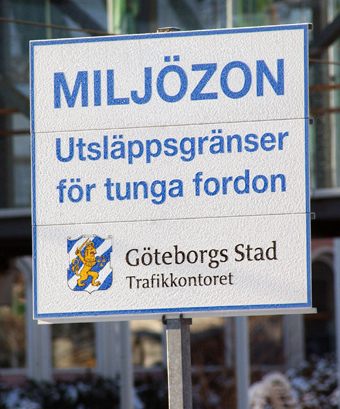 MILJÖZON
Utsläppsgränser
för tunga fordon
Göteborgs Stad
Trafikkontoret